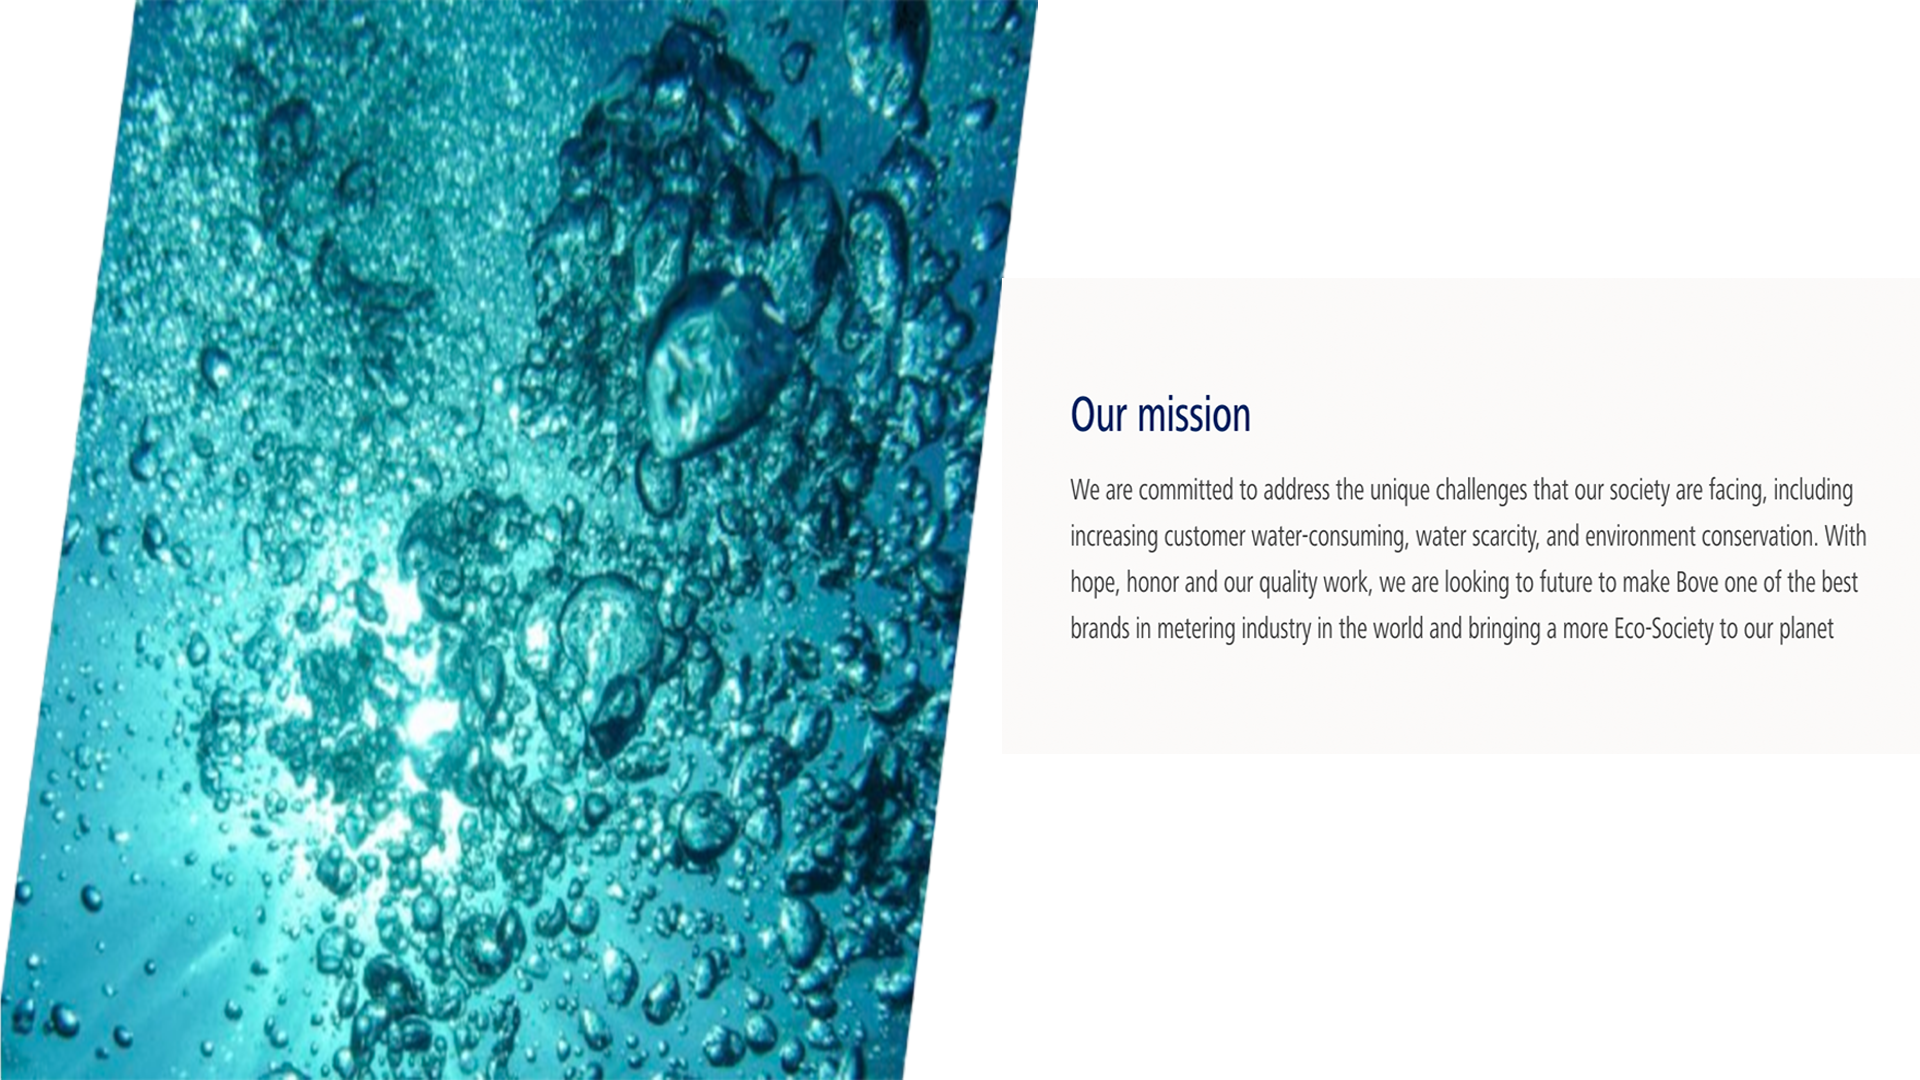 Our mission
We are committed to address the unique challenges that our society are facing, including
increasing customer water-consuming, water scarcity, and environment conservation. With
hope, honor and our quality work, we are looking to future to make Bove one of the best
brands in metering industry in the world and bringing a more Eco-Society to our planet